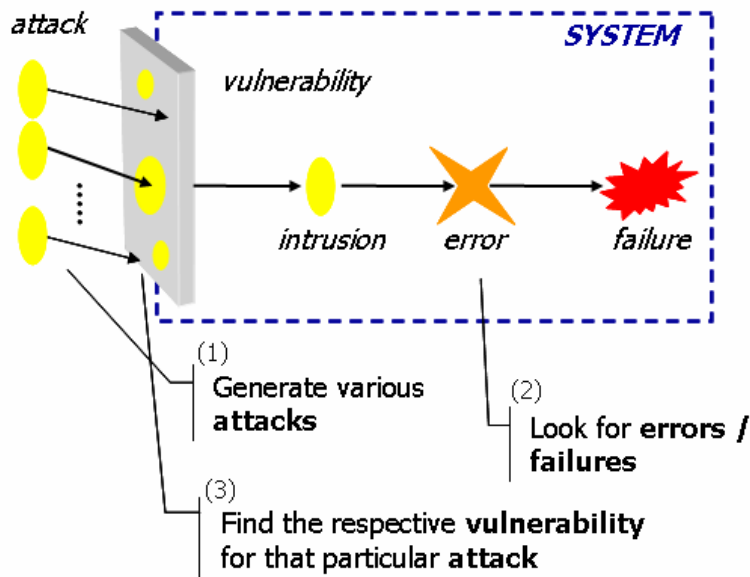 attack
SYSTEM
vulnerability
intrusion
error
failure
(1)
Generate various
attacks
(2)
Look for errors /
failures
(3)
Find the respective vulnerability
for that particular attack